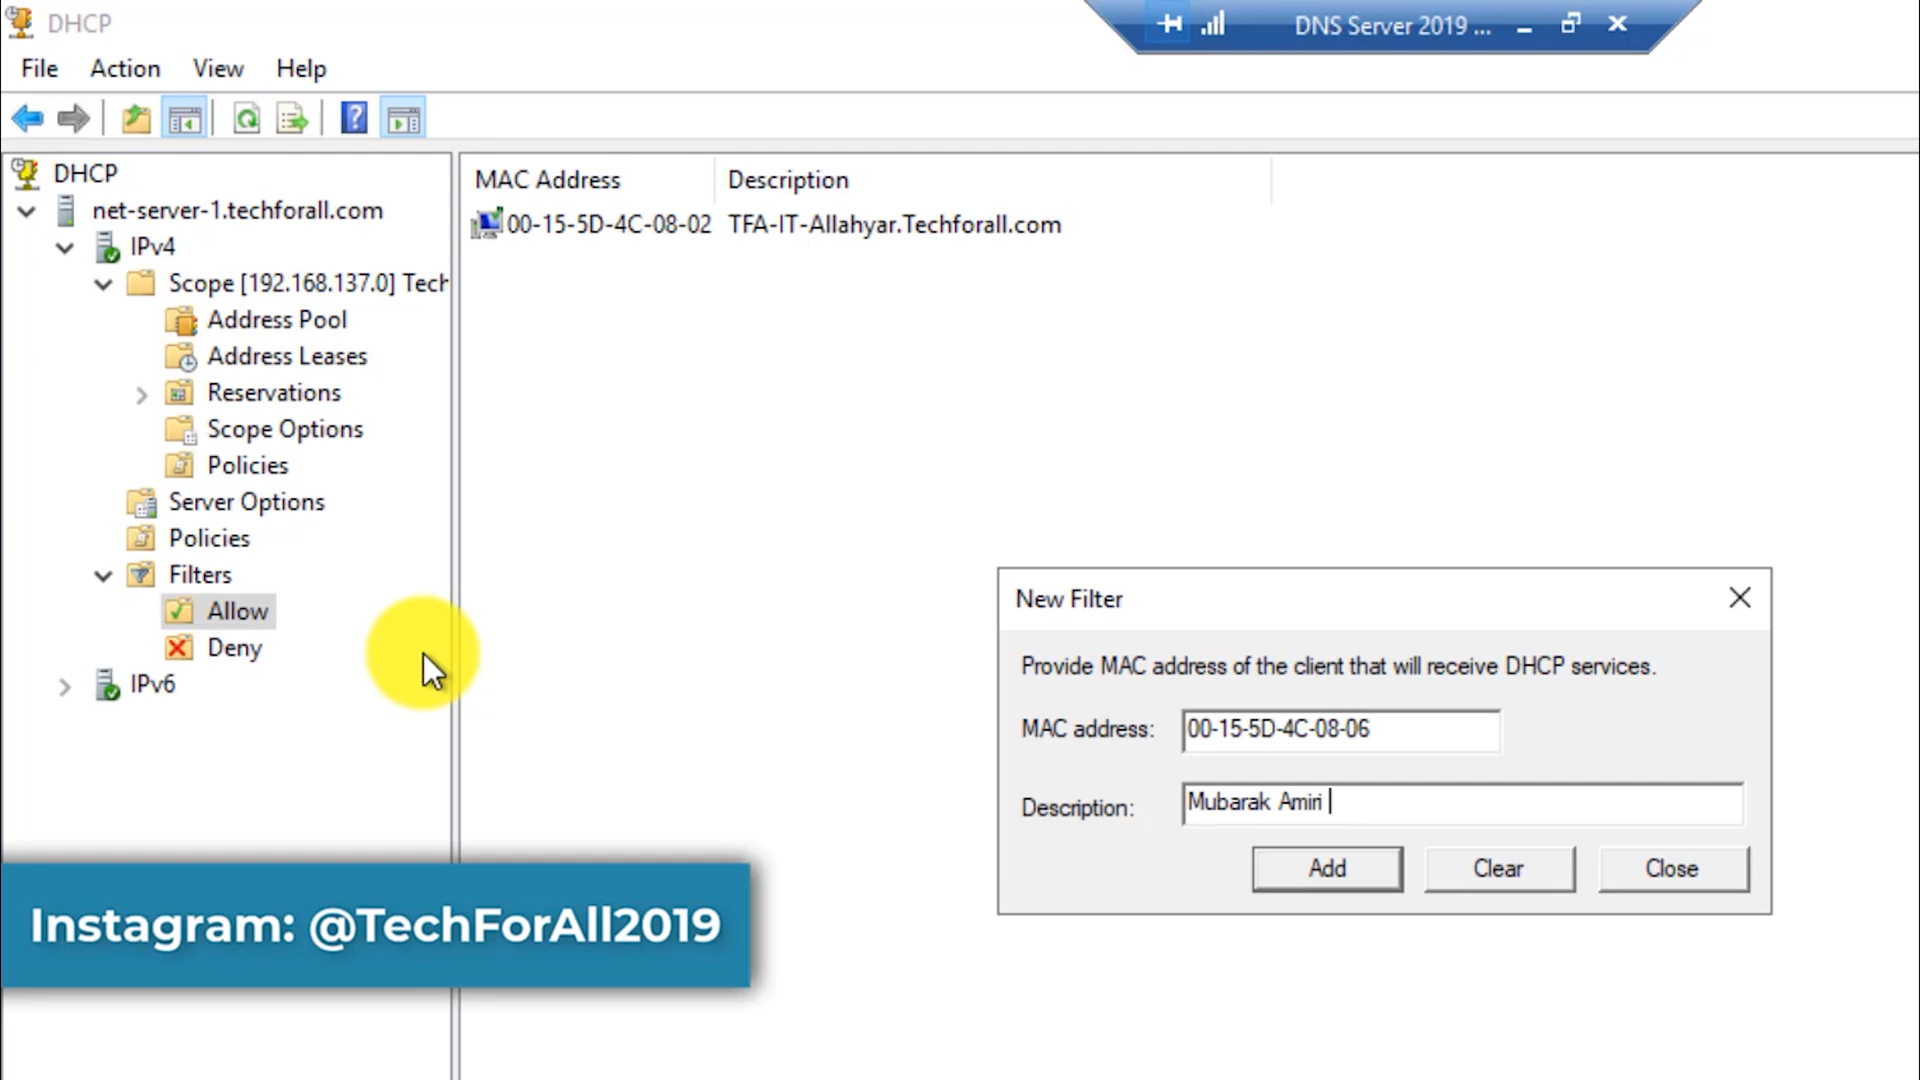 DHCP
DNS Server 2019 ...
File Action View Help
DHCP
net-server-1.techforall.com
IPv4
Scope [192.168.137.0] Tech
Address Pool
Address Leases
Reservations
Scope Options
Policies
Server Options
Policies
Filters
Allow
Deny
IPv6
MAC Address Description
00-15-5D-4C-08-02 TFA-IT-Allahyar.Techforall.com
New Filter
Provide MAC address of the client that will receive DHCP services.
MAC address: 00-15-5D-4C-08-06
Description: Mubarak Amiri
Add Clear Close
Instagram: @TechForAll2019